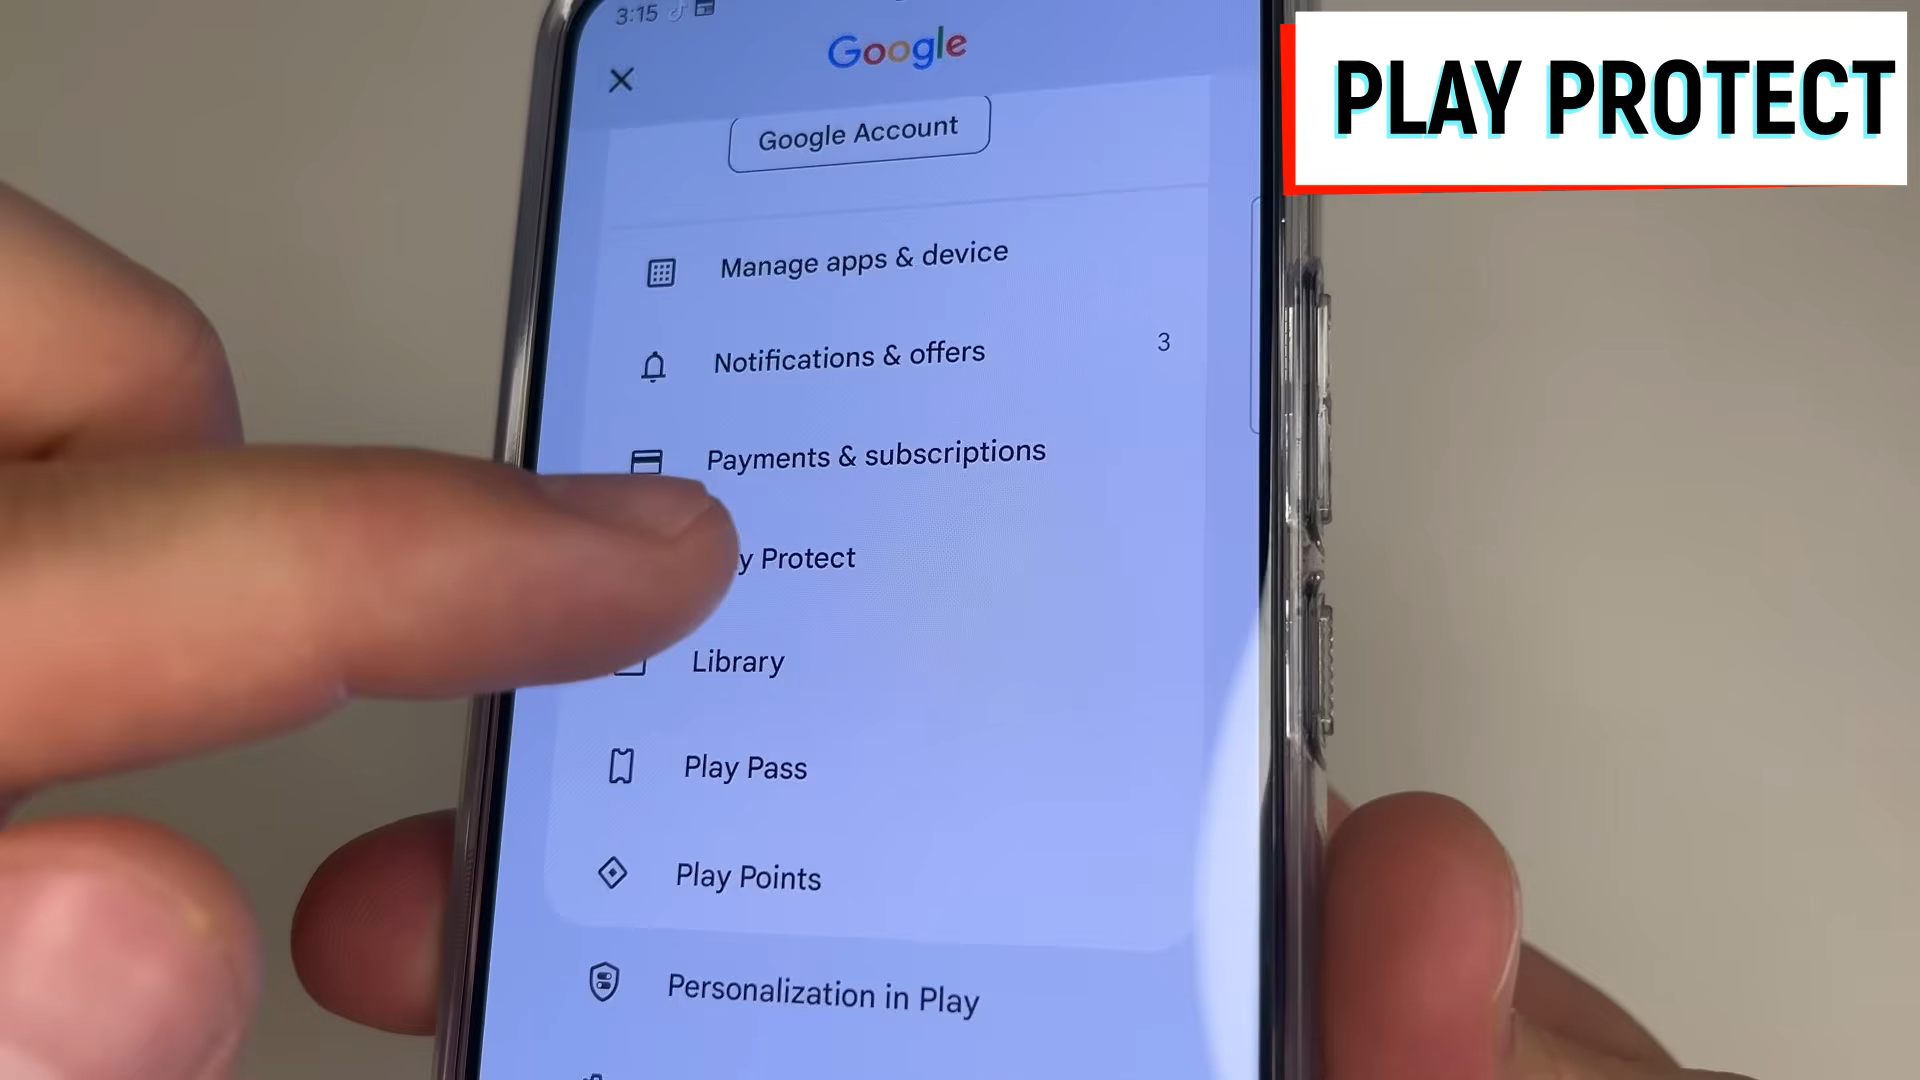 3:15
Google
PLAY PROTECT
Google Account
Manage apps & device
Notifications & offers 3
Payments & subscriptions
y Protect
Library
Play Pass
Play Points
Personalization in Play